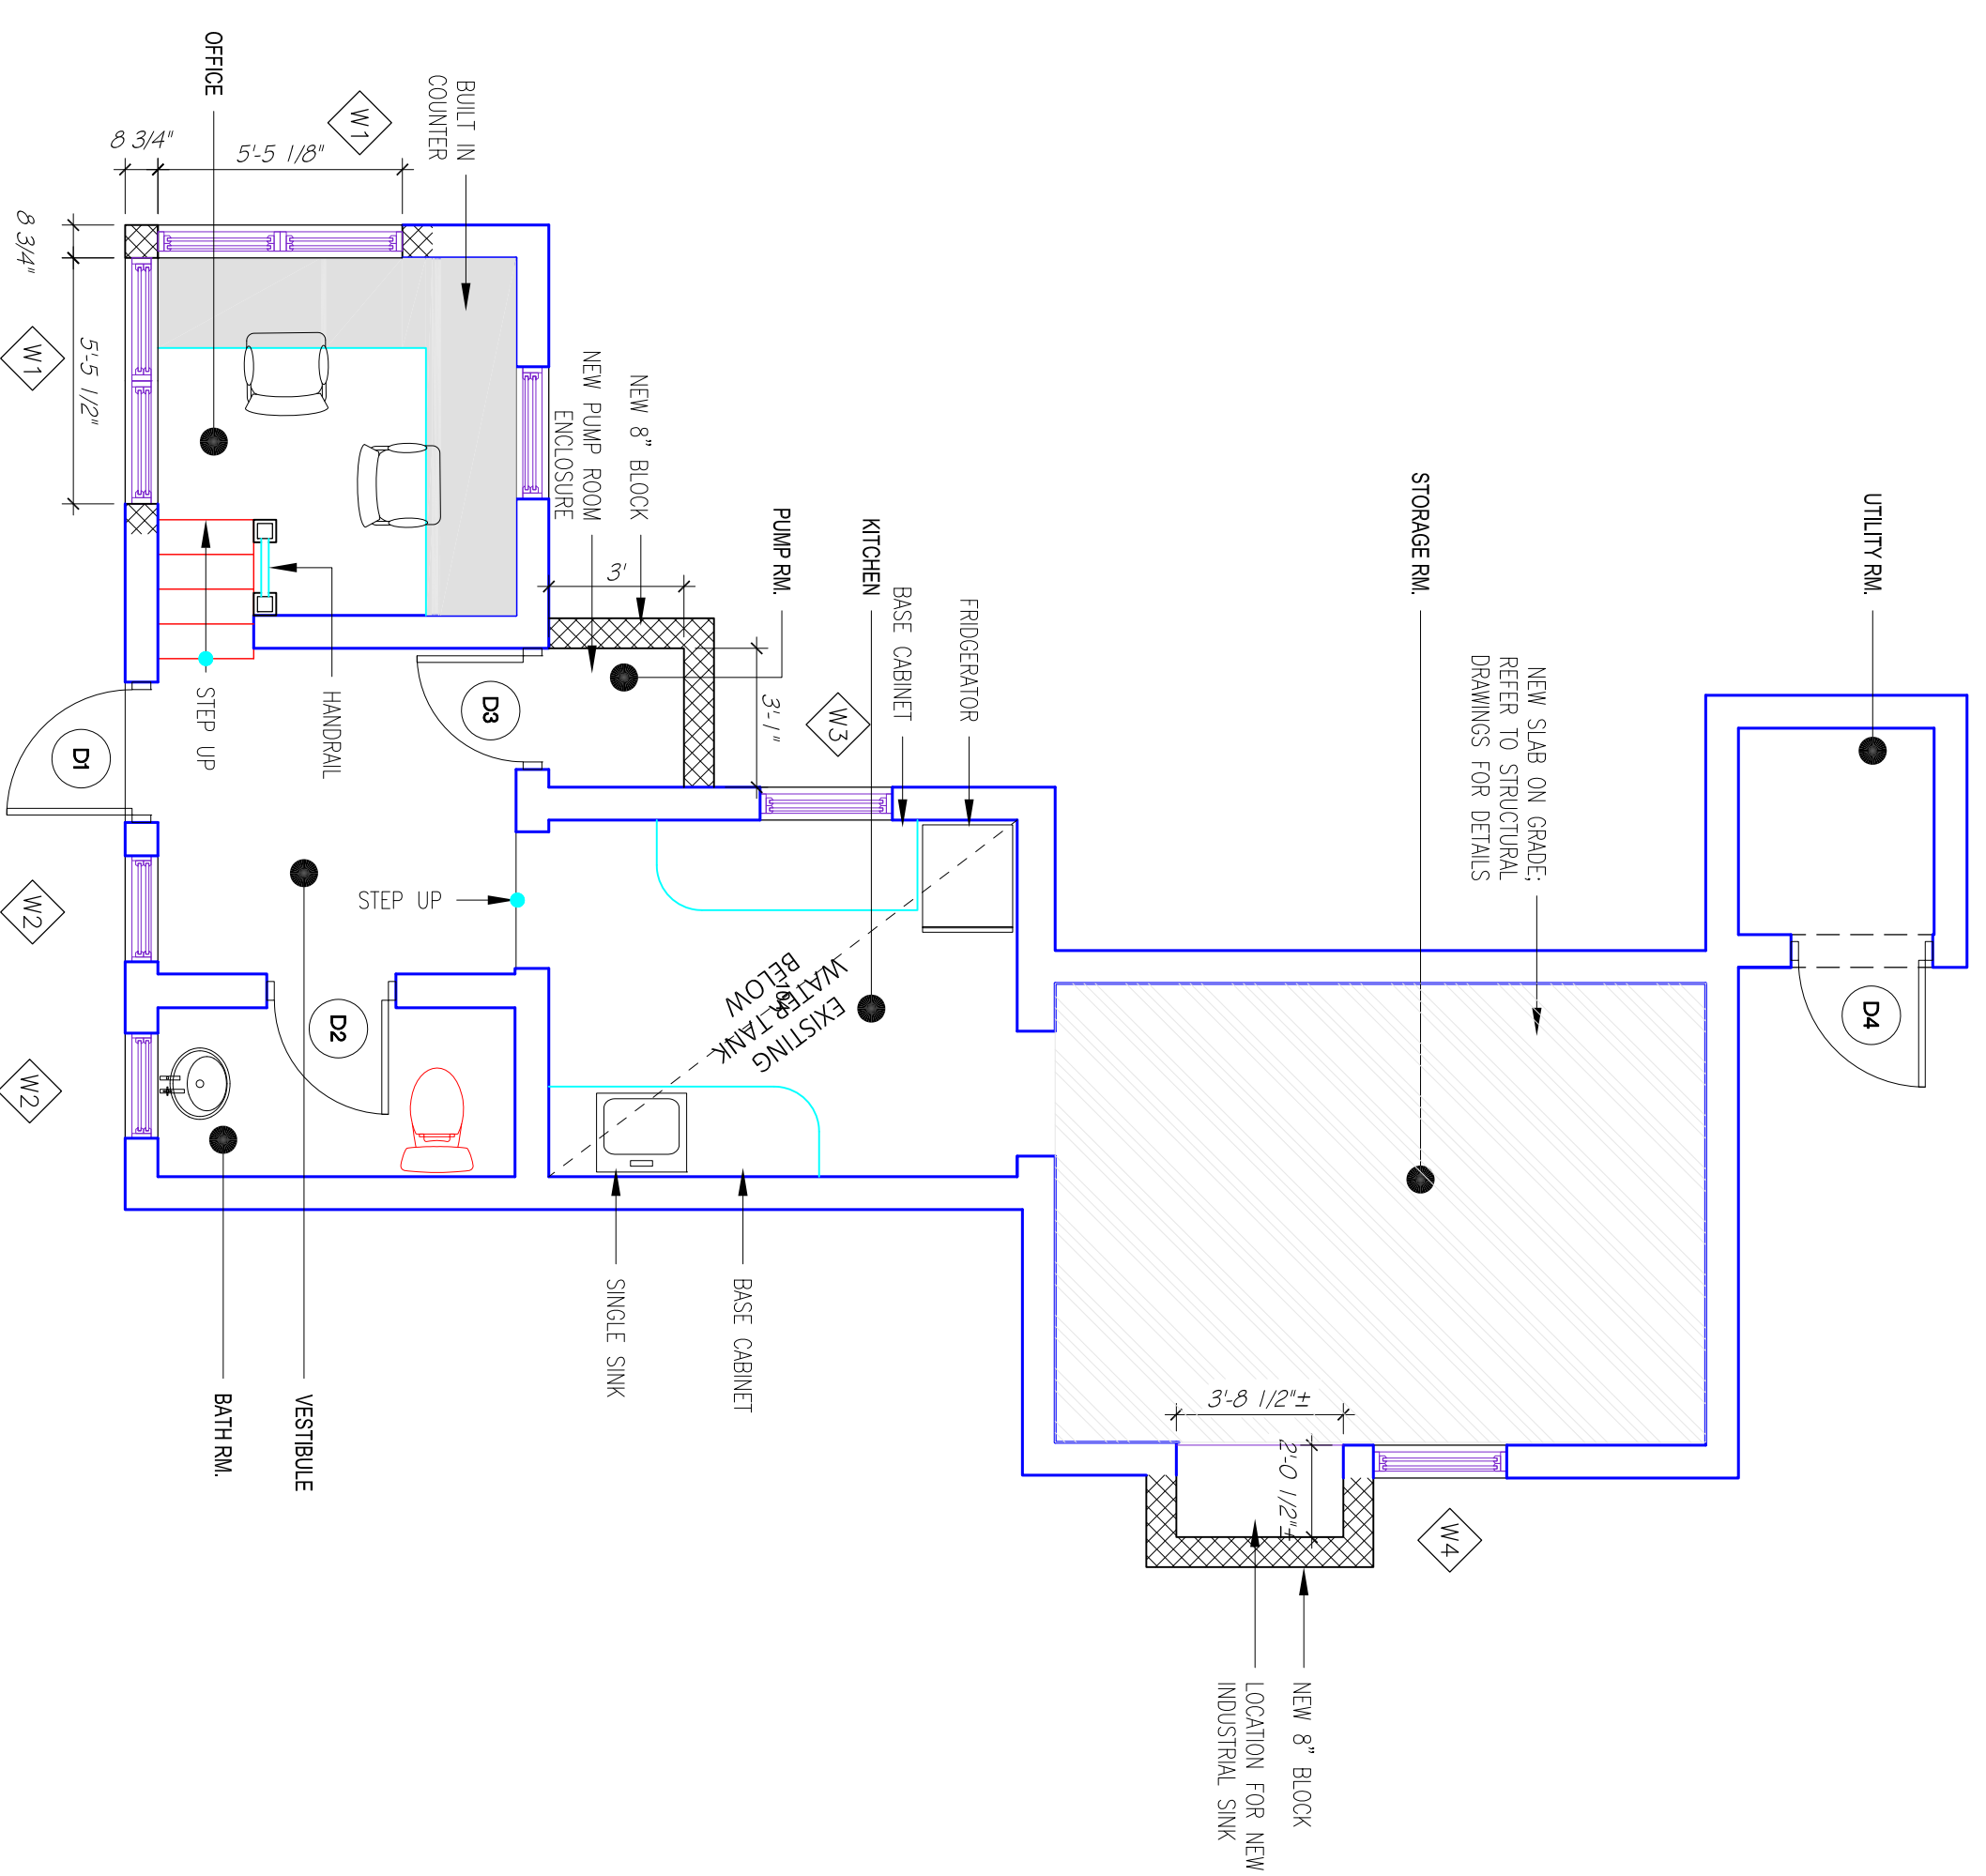 OFFICE
8 3/4"
5'-5 1/8"
W1
BUILT IN
COUNTER
8 3/4"
5'-5 1/2"
W1
NEW 8" BLOCK
NEW PUMP ROOM
ENCLOSURE
3'
3'-1"
PUMP RM.
KITCHEN
BASE CABINET
FRIDGERATOR
W3
STORAGE RM.
UTILITY RM.
NEW SLAB ON GRADE;
REFER TO STRUCTURAL
DRAWINGS FOR DETAILS
D3
D1
STEP UP
HANDRAIL
STEP UP
W2
D2
W2
D4
EXISTING
WATER TANK
BELOW
SINGLE SINK
BASE CABINET
VESTIBULE
BATH RM.
3'-8 1/2"±
2'-0 1/2"±
W4
NEW 8" BLOCK
LOCATION FOR NEW
INDUSTRIAL SINK